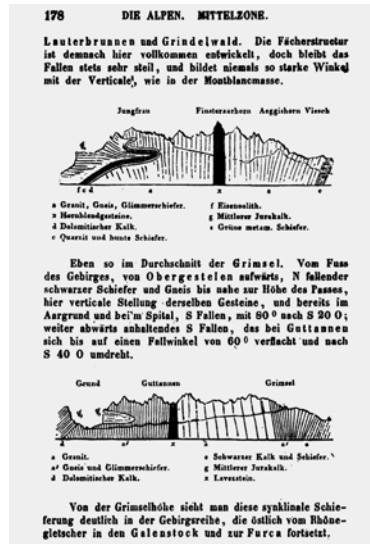 178 DIE ALPEN. MITTELZONE.
Lauterbrunnen und Grindelwald. Die Fächerstructur
ist demnach hier vollkommen entwickelt, doch bleibt das
Fallen stets sehr steil, und bildet niemals so starke Winkel
mit der Verticale, wie in der Montblancmasse.
Jungfrau Finsteraarhorn Aeggishorn Viesch
f c d a x a e
a Granit, Gneis, Glimmerschiefer.
x Hornblendgesteine.
d Dolomitischer Kalk.
c Quarzit und bunte Schiefer.
f Eisenoolith.
g Mittlerer Jurakalk.
e Grüne metam. Schiefer.
Eben so im Durchschnitt der Grimsel. Vom Fuss
des Gebirges, von Obergestelen aufwärts, N fallender
schwarzer Schiefer und Gneis bis nahe zur Höhe des Passes,
hier verticale Stellung derselben Gesteine, und bereits im
Aargrund und bei'm Spital, S Fallen, mit 80° nach S 20 O;
weiter abwärts anhaltendes S Fallen, das bei Guttannen
sich bis auf einen Fallwinkel von 60° verflacht und nach
S 40 O umdreht.
Grund Guttannen Grimsel
d a' x a a'
a Granit.
a' Gneis und Glimmerschiefer.
d Dolomitischer Kalk.
e Schwarzer Kalk und Schiefer.
g Mittlerer Jurakalk.
x Lavezstein.
Von der Grimselhöhe sieht man diese synklinale Schie-
ferung deutlich in der Gebirgsreihe, die östlich vom Rhône-
gletscher in den Galenstock und zur Furca fortsetzt.